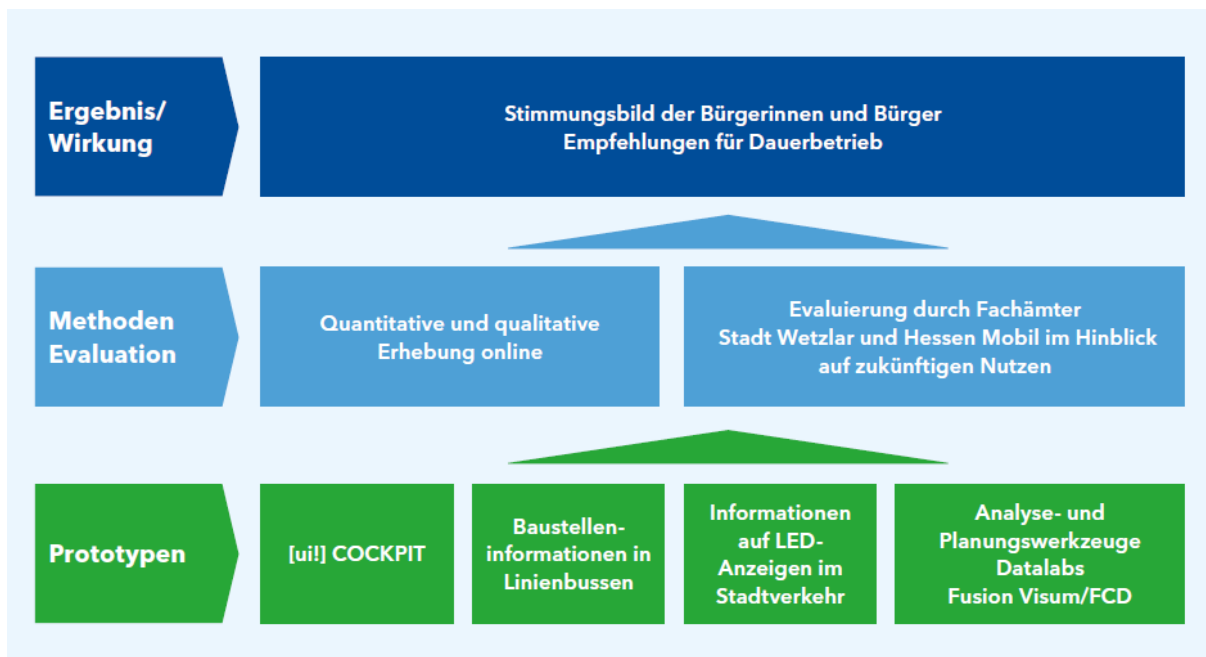 Ergebnis/
Wirkung
Stimmungsbild der Bürgerinnen und Bürger
Empfehlungen für Dauerbetrieb
Methoden
Evaluation
Quantitative und qualitative
Erhebung online
Evaluierung durch Fachämter
Stadt Wetzlar und Hessen Mobil im Hinblick
auf zukünftigen Nutzen
Prototypen
[ui!] COCKPIT
Baustellen-
informationen in
Linienbussen
Informationen
auf LED-
Anzeigen im
Stadtverkehr
Analyse- und
Planungswerkzeuge
Datalabs
Fusion Visum/FCD